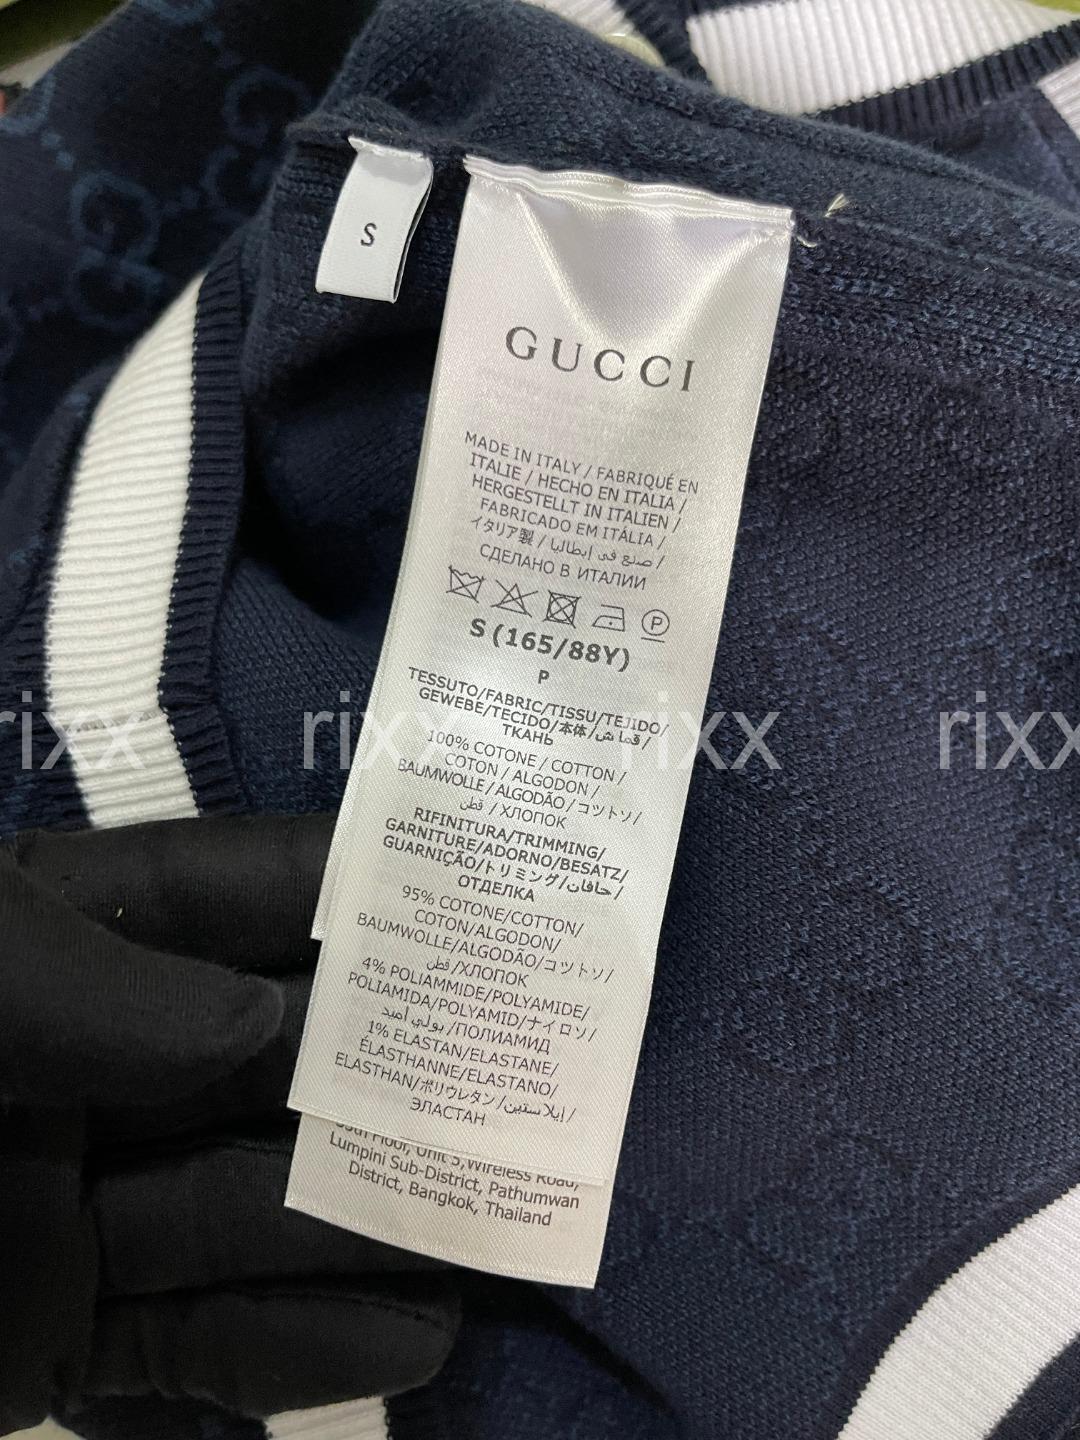 S
GUCCI
MADE IN ITALY / FABRIQUÉ EN
ITALIE / HECHO EN ITALIA /
HERGESTELLT IN ITALIEN /
FABRICADO EM ITÁLIA /
イタリア製 / صنع في إيطاليا /
СДЕЛАНО В ИТАЛИИ
P
S (165/88Y)
P
TESSUTO/FABRIC/TISSU/TEJIDO/
GEWEBE/TECIDO/本体/قماش/
ТКАНЬ
rixx rixx rixx rixx
100% COTONE / COTTON /
COTON / ALGODON /
BAUMWOLLE / ALGODÃO / コットン/
قطن / ХЛОПОК
RIFINITURA/TRIMMING/
GARNITURE/ADORNO/BESATZ/
GUARNIÇÃO/トリミング/حافان/
ОТДЕЛКА
95% COTONE/COTTON/
COTON/ALGODON/
BAUMWOLLE/ALGODÃO/コットン/
قطن/ХЛОПОК
4% POLIAMMIDE/POLYAMIDE/
POLIAMIDA/POLYAMID/ナイロン/
بولي أميد/ПОЛИАМИД
1% ELASTAN/ELASTANE/
ÉLASTHANNE/ELASTANO/
ELASTHAN/ポリウレタン/إيلاستين/
ЭЛАСТАН
Floor, Unit 3,Wireless Road,
Lumpini Sub-District, Pathumwan
District, Bangkok, Thailand